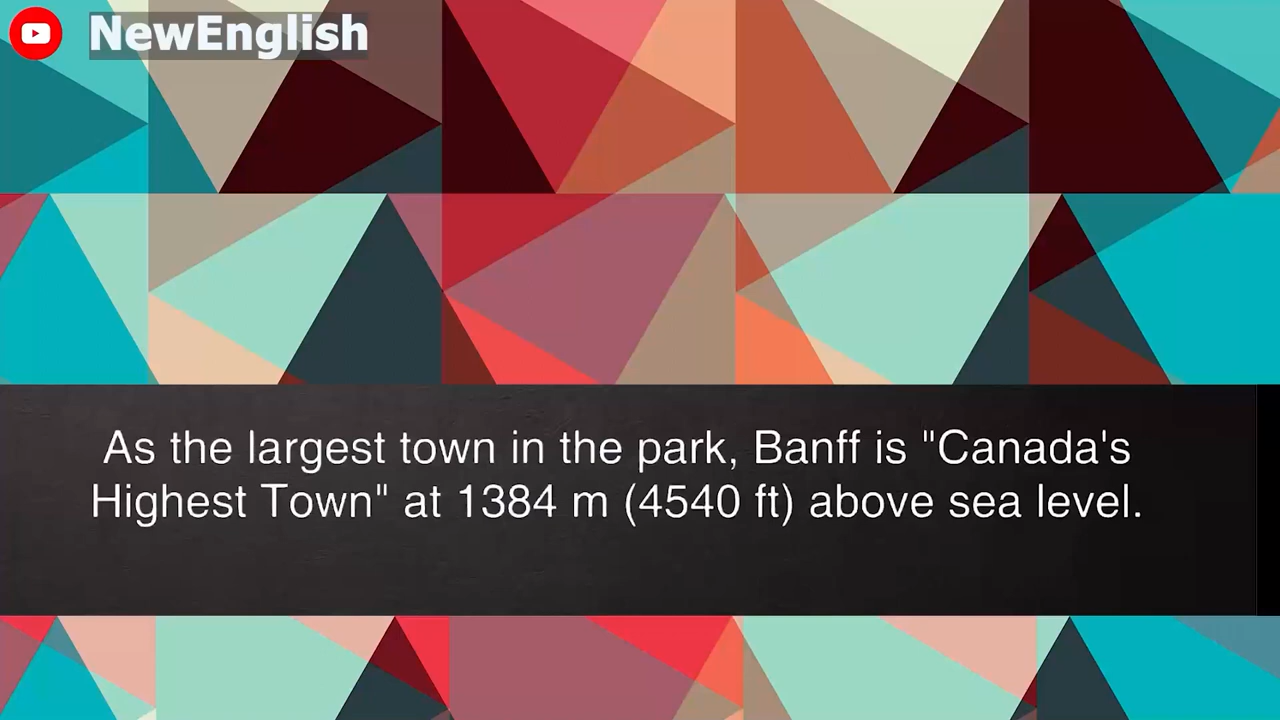 NewEnglish
As the largest town in the park, Banff is "Canada's
Highest Town" at 1384 m (4540 ft) above sea level.